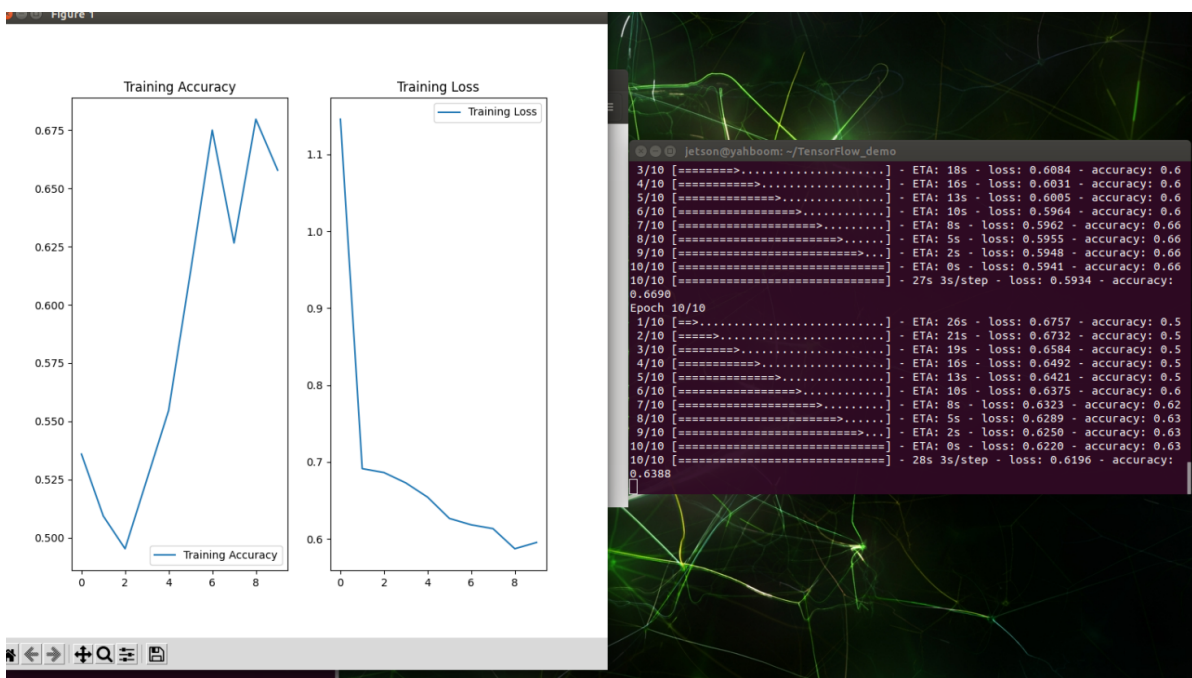 Figure 1
Training Accuracy
0.675
0.650
0.625
0.600
0.575
0.550
0.525
0.500
Training Accuracy
0 2 4 6 8
Training Loss
Training Loss
1.1
1.0
0.9
0.8
0.7
0.6
0 2 4 6 8
jetson@yahboom: ~/TensorFlow_demo
3/10 [========>.....................] - ETA: 18s - loss: 0.6084 - accuracy: 0.6
4/10 [===========>..................] - ETA: 16s - loss: 0.6031 - accuracy: 0.6
5/10 [==============>...............] - ETA: 13s - loss: 0.6005 - accuracy: 0.6
6/10 [=================>............] - ETA: 10s - loss: 0.5964 - accuracy: 0.6
7/10 [====================>.........] - ETA: 8s - loss: 0.5962 - accuracy: 0.66
8/10 [=======================>......] - ETA: 5s - loss: 0.5955 - accuracy: 0.66
9/10 [==========================>...] - ETA: 2s - loss: 0.5948 - accuracy: 0.66
10/10 [==============================] - ETA: 0s - loss: 0.5941 - accuracy: 0.66
10/10 [==============================] - 27s 3s/step - loss: 0.5934 - accuracy:
0.6690
Epoch 10/10
1/10 [==>...........................] - ETA: 26s - loss: 0.6757 - accuracy: 0.5
2/10 [=====>........................] - ETA: 21s - loss: 0.6732 - accuracy: 0.5
3/10 [========>.....................] - ETA: 19s - loss: 0.6584 - accuracy: 0.5
4/10 [===========>..................] - ETA: 16s - loss: 0.6492 - accuracy: 0.5
5/10 [==============>...............] - ETA: 13s - loss: 0.6421 - accuracy: 0.5
6/10 [=================>............] - ETA: 10s - loss: 0.6375 - accuracy: 0.6
7/10 [====================>.........] - ETA: 8s - loss: 0.6323 - accuracy: 0.62
8/10 [=======================>......] - ETA: 5s - loss: 0.6289 - accuracy: 0.63
9/10 [==========================>...] - ETA: 2s - loss: 0.6250 - accuracy: 0.63
10/10 [==============================] - ETA: 0s - loss: 0.6220 - accuracy: 0.63
10/10 [==============================] - 28s 3s/step - loss: 0.6196 - accuracy:
0.6388